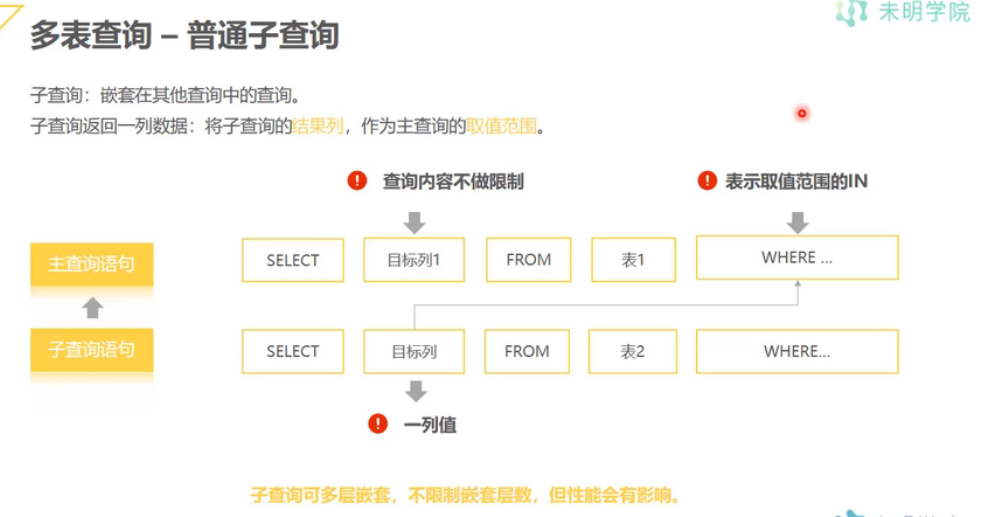 未明学院
多表查询 – 普通子查询
子查询：嵌套在其他查询中的查询。
子查询返回一列数据：将子查询的结果列，作为主查询的取值范围。
! 查询内容不做限制
! 表示取值范围的IN
主查询语句 SELECT 目标列1 FROM 表1 WHERE ...
子查询语句 SELECT 目标列 FROM 表2 WHERE...
! 一列值
子查询可多层嵌套，不限制嵌套层数，但性能会有影响。